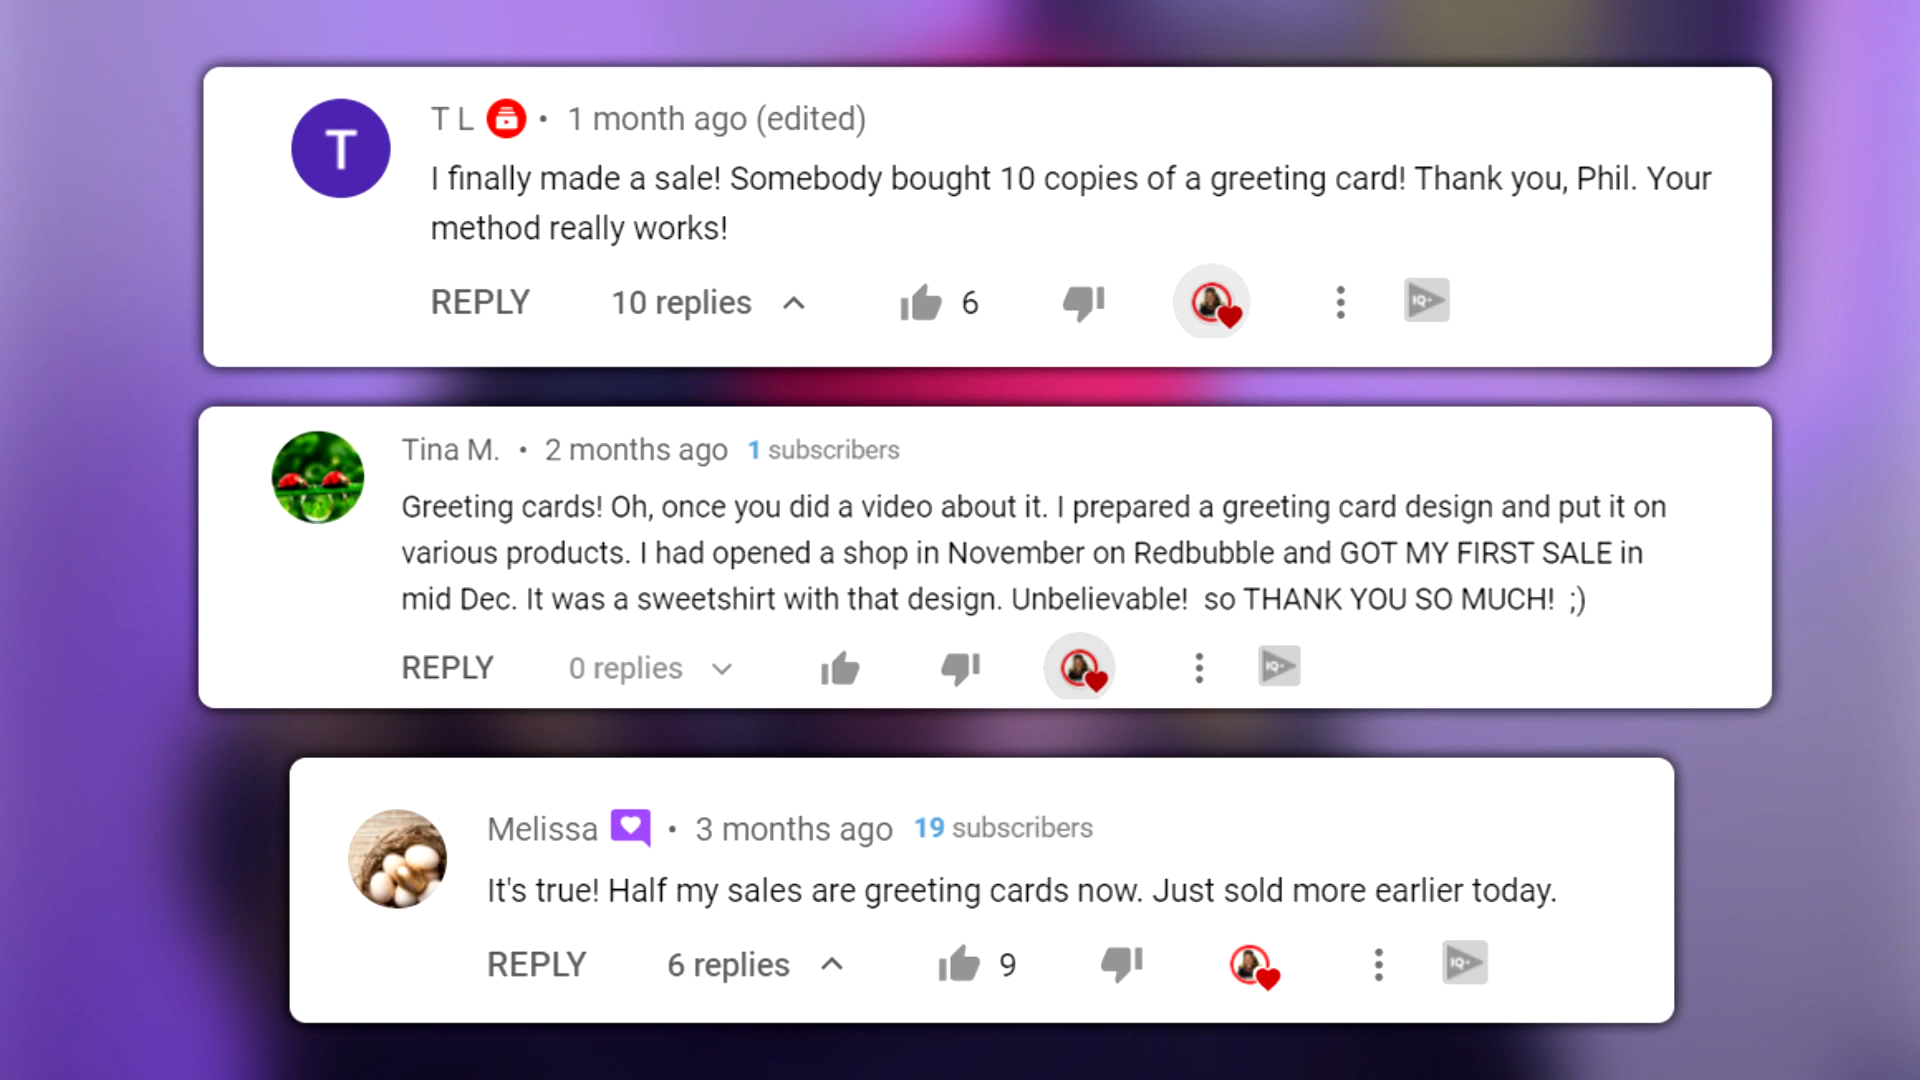 T
T L • 1 month ago (edited)
I finally made a sale! Somebody bought 10 copies of a greeting card! Thank you, Phil. Your
method really works!
REPLY 10 replies 6 IQ
Tina M. • 2 months ago 1 subscribers
Greeting cards! Oh, once you did a video about it. I prepared a greeting card design and put it on
various products. I had opened a shop in November on Redbubble and GOT MY FIRST SALE in
mid Dec. It was a sweetshirt with that design. Unbelievable! so THANK YOU SO MUCH! ;)
REPLY 0 replies IQ
Melissa • 3 months ago 19 subscribers
It's true! Half my sales are greeting cards now. Just sold more earlier today.
REPLY 6 replies 9 IQ